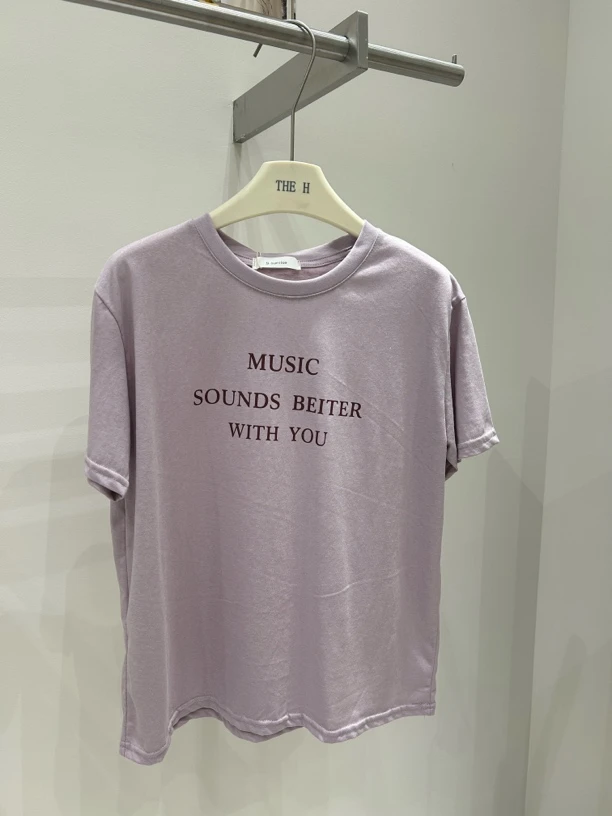 THE H
MUSIC
SOUNDS BEITER
WITH YOU